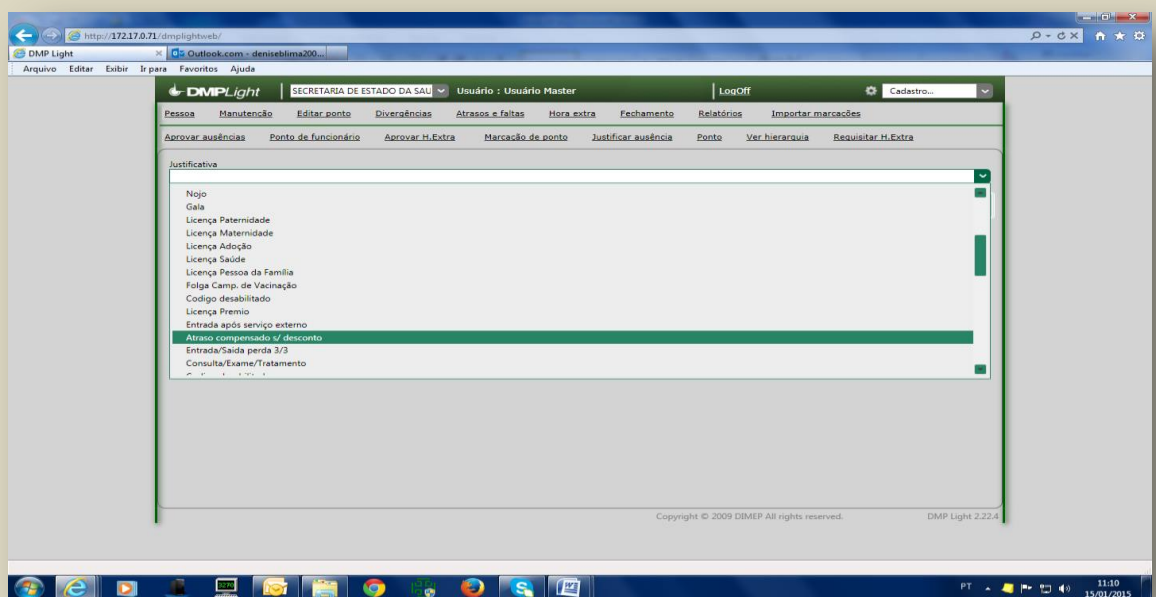 http://172.17.0.71/dmplightweb/
DMP Light
Outlook.com - deniseblima200...
Arquivo Editar Exibir Ir para Favoritos Ajuda
DMPLight SECRETARIA DE ESTADO DA SAU Usuário : Usuário Master LogOff Cadastro...
Pessoa Manutenção Editar ponto Divergências Atrasos e faltas Hora extra Fechamento Relatórios Importar marcações
Aprovar ausências Ponto de funcionário Aprovar H.Extra Marcação de ponto Justificar ausência Ponto Ver hierarquia Requisitar H.Extra
Justificativa
Nojo
Gala
Licença Paternidade
Licença Maternidade
Licença Adoção
Licença Saúde
Licença Pessoa da Família
Folga Camp. de Vacinação
Codigo desabilitado
Licença Premio
Entrada após serviço externo
Atraso compensado s/ desconto
Entrada/Saida perda 3/3
Consulta/Exame/Tratamento
Copyright © 2009 DIMEP All rights reserved. DMP Light 2.22.4
3270
PT 11:10
15/01/2015